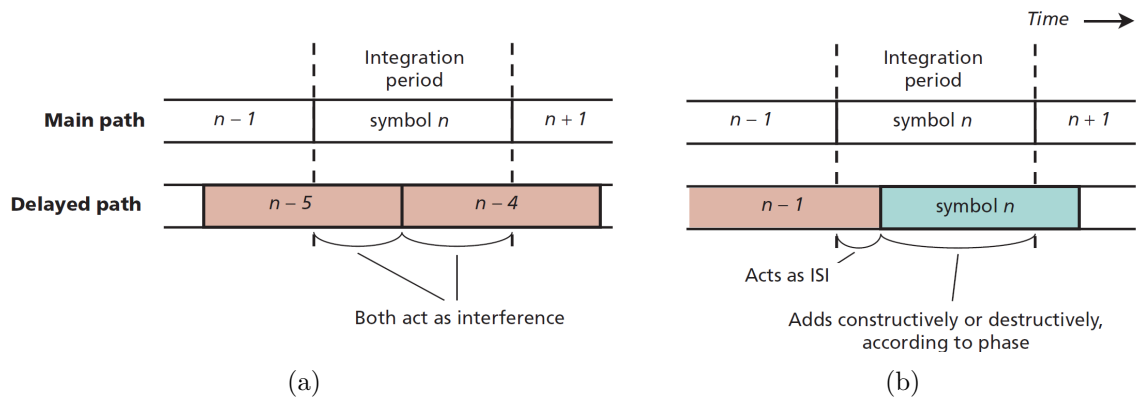 Time
Integration
period
Integration
period
Main path
n – 1
symbol n
n + 1
n – 1
symbol n
n + 1
Delayed path
n – 5
n – 4
n – 1
symbol n
Acts as ISI
Both act as interference
Adds constructively or destructively,
according to phase
(a)
(b)